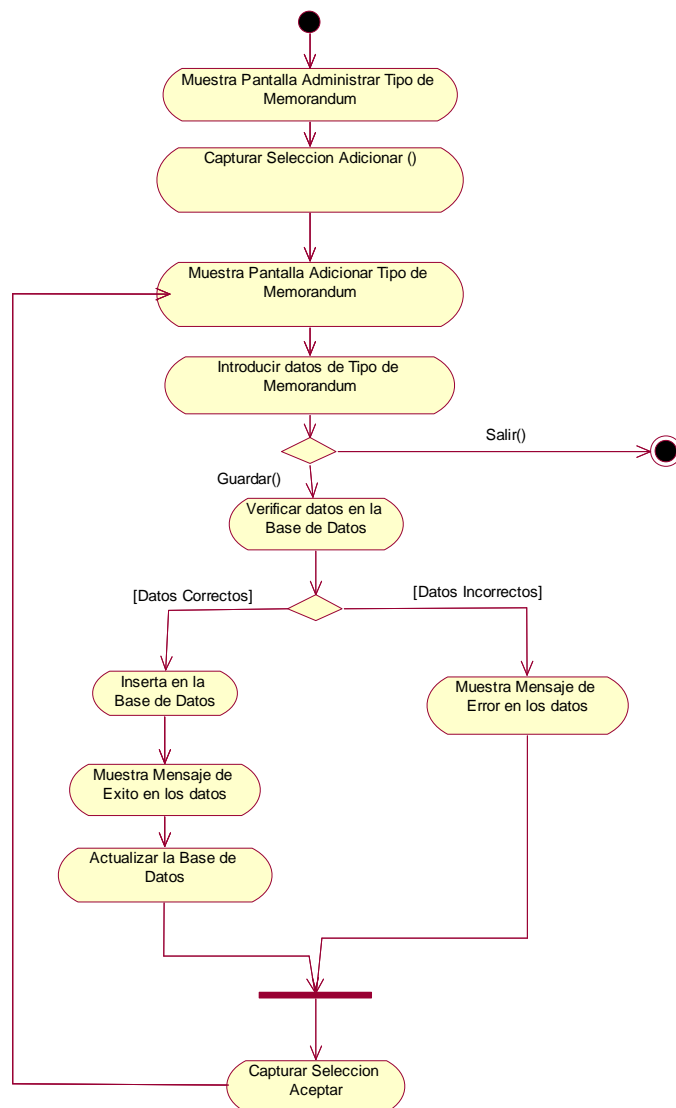 Muestra Pantalla Administrar Tipo de
Memorandum
Capturar Seleccion Adicionar ()
Muestra Pantalla Adicionar Tipo de
Memorandum
Introducir datos de Tipo de
Memorandum
Salir()
Guardar()
Verificar datos en la
Base de Datos
[Datos Correctos]
[Datos Incorrectos]
Inserta en la
Base de Datos
Muestra Mensaje de
Error en los datos
Muestra Mensaje de
Exito en los datos
Actualizar la Base de
Datos
Capturar Seleccion
Aceptar